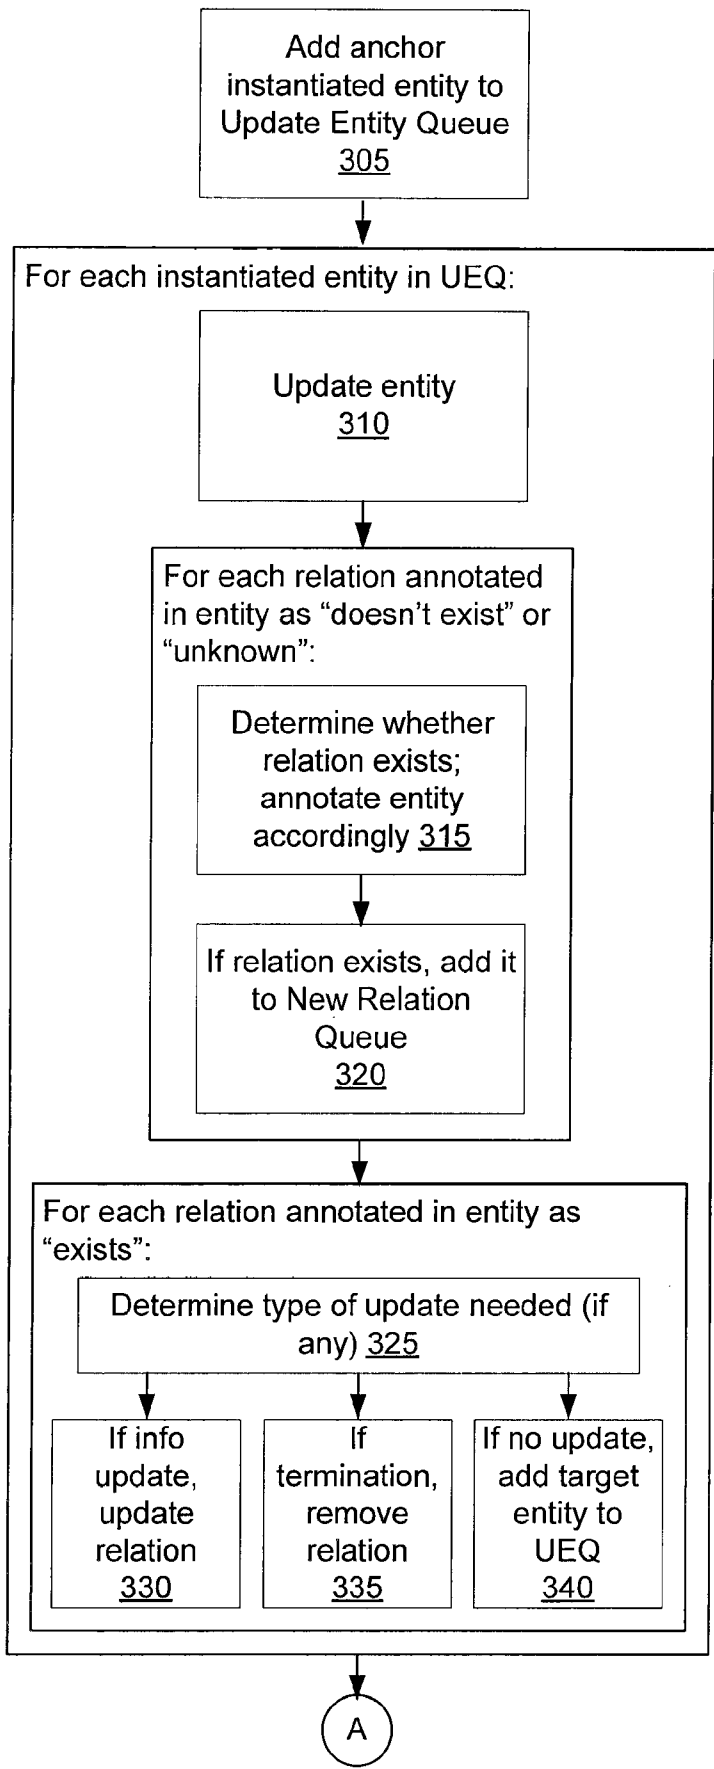 Add anchor
instantiated entity to
Update Entity Queue
305
For each instantiated entity in UEQ:
Update entity
310
For each relation annotated
in entity as “doesn’t exist” or
“unknown”:
Determine whether
relation exists;
annotate entity
accordingly 315
If relation exists, add it
to New Relation
Queue
320
For each relation annotated in entity as
“exists”:
Determine type of update needed (if
any) 325
If info
update,
update
relation
330
If
termination,
remove
relation
335
If no update,
add target
entity to
UEQ
340
A